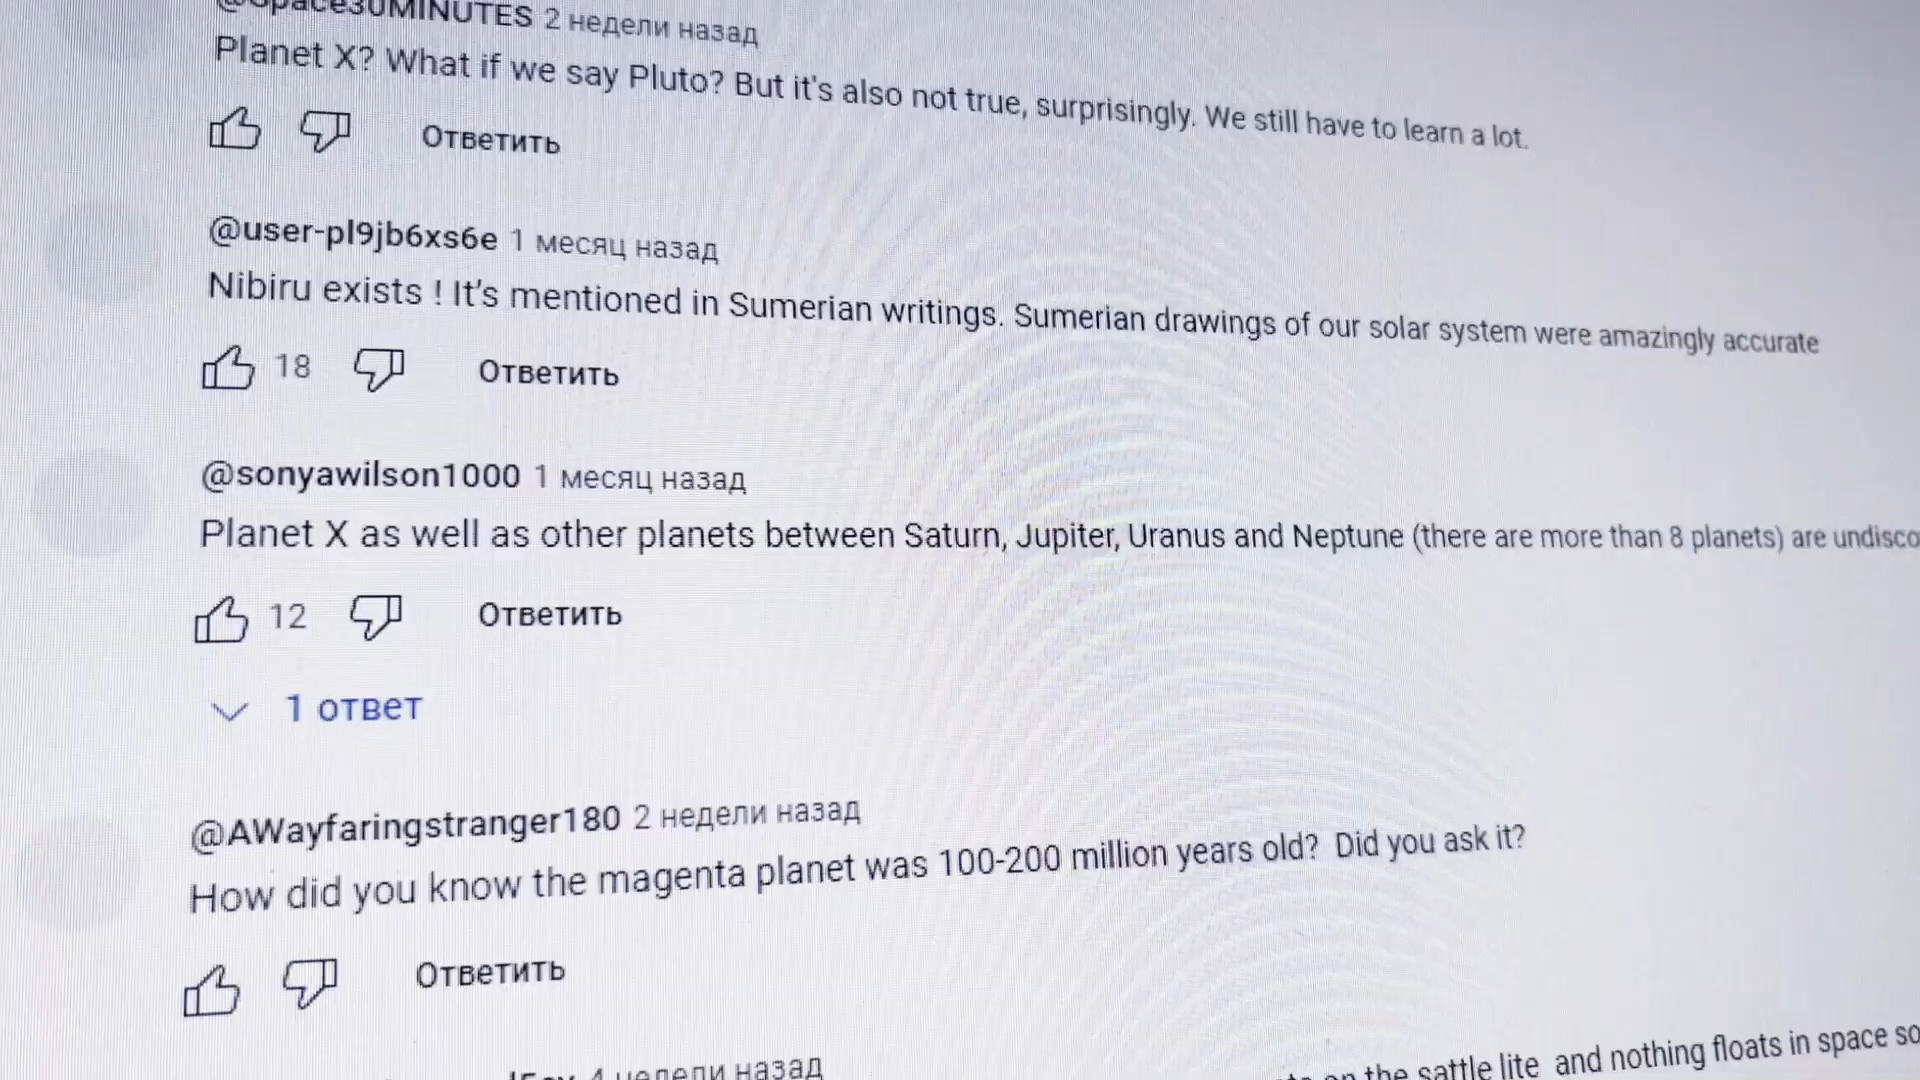 @Space30MINUTES 2 недели назад
Planet X? What if we say Pluto? But it's also not true, surprisingly. We still have to learn a lot.
Ответить
@user-pl9jb6xs6e 1 месяц назад
Nibiru exists ! It's mentioned in Sumerian writings. Sumerian drawings of our solar system were amazingly accurate
18 Ответить
@sonyawilson1000 1 месяц назад
Planet X as well as other planets between Saturn, Jupiter, Uranus and Neptune (there are more than 8 planets) are undisco
12 Ответить
1 ответ
@AWayfaringstranger180 2 недели назад
How did you know the magenta planet was 100-200 million years old? Did you ask it?
Ответить
4 недели назад
on the sattle lite and nothing floats in space so